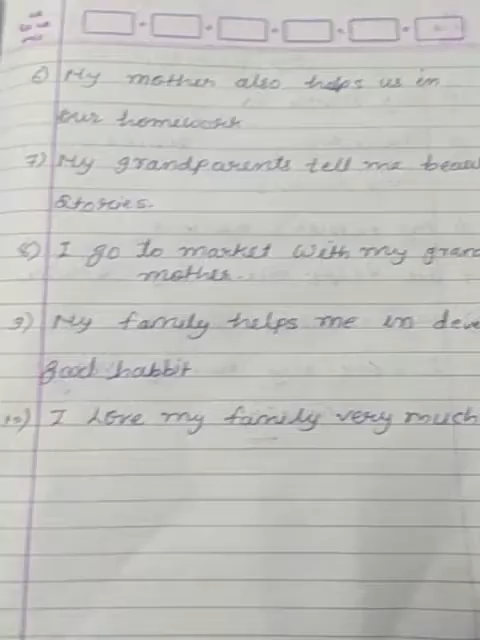 6) My mother also helps us in
our homework
7) My grandparents tell me beau
stories.
8) I go to market with my grand
mother.
9) My family helps me in deve
good habbit
10) I Love my family very much